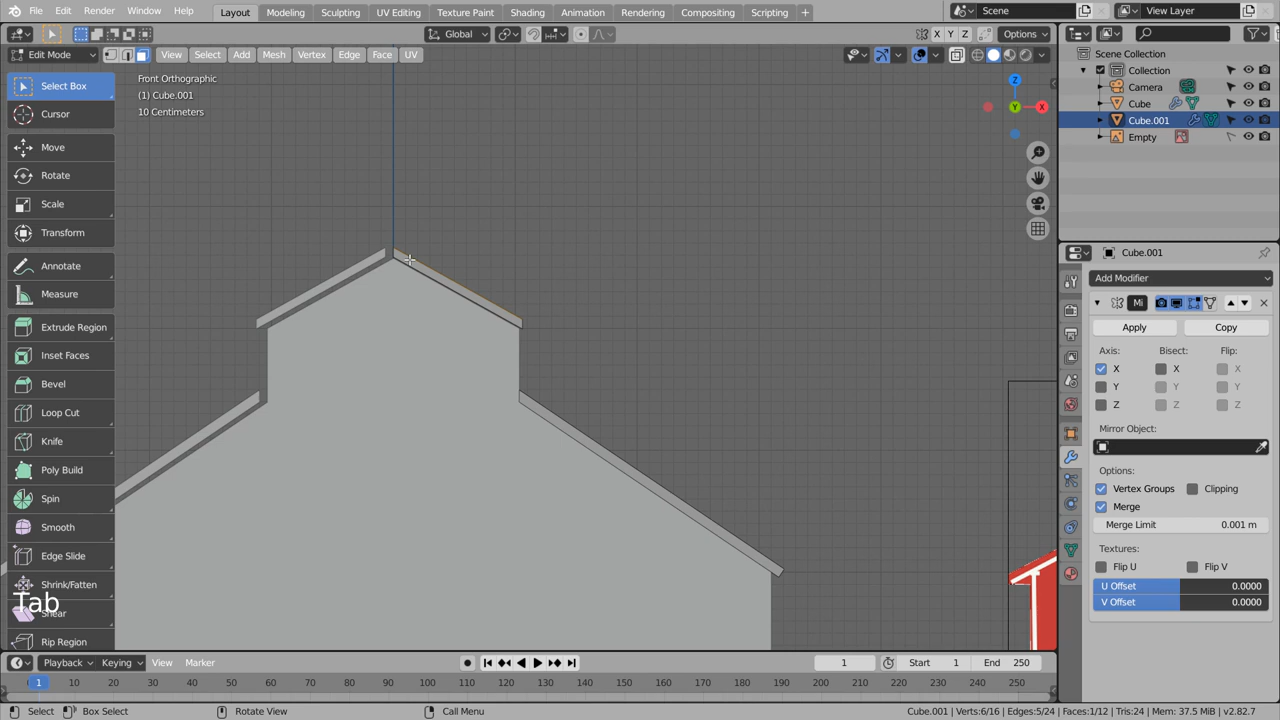 File Edit Render Window Help Layout Modeling Sculpting UV Editing Texture Paint Shading Animation Rendering Compositing Scripting + Scene View Layer
Global X Y Z Options
Edit Mode View Select Add Mesh Vertex Edge Face UV
Front Orthographic
(1) Cube.001
10 Centimeters
Select Box
Cursor
Move
Rotate
Scale
Transform
Annotate
Measure
Extrude Region
Inset Faces
Bevel
Loop Cut
Knife
Poly Build
Spin
Smooth
Edge Slide
Shrink/Fatten
Tab
Shear
Rip Region
Z
Y
X
Scene Collection
Collection
Camera
Cube
Cube.001
Empty
Cube.001
Add Modifier
Mi
Apply Copy
Axis: Bisect: Flip:
X X X
Y Y Y
Z Z Z
Mirror Object:
Options:
Vertex Groups Clipping
Merge
Merge Limit 0.001 m
Textures:
Flip U Flip V
U Offset 0.0000
V Offset 0.0000
Playback Keying View Marker 1 Start 1 End 250
1 10 20 30 40 50 60 70 80 90 100 110 120 130 140 150 160 170 180 190 200 210 220 230 240 250
Select Box Select Rotate View Call Menu Cube.001 | Verts:6/16 | Edges:5/24 | Faces:1/12 | Tris:24 | Mem: 37.5 MiB | v2.82.7